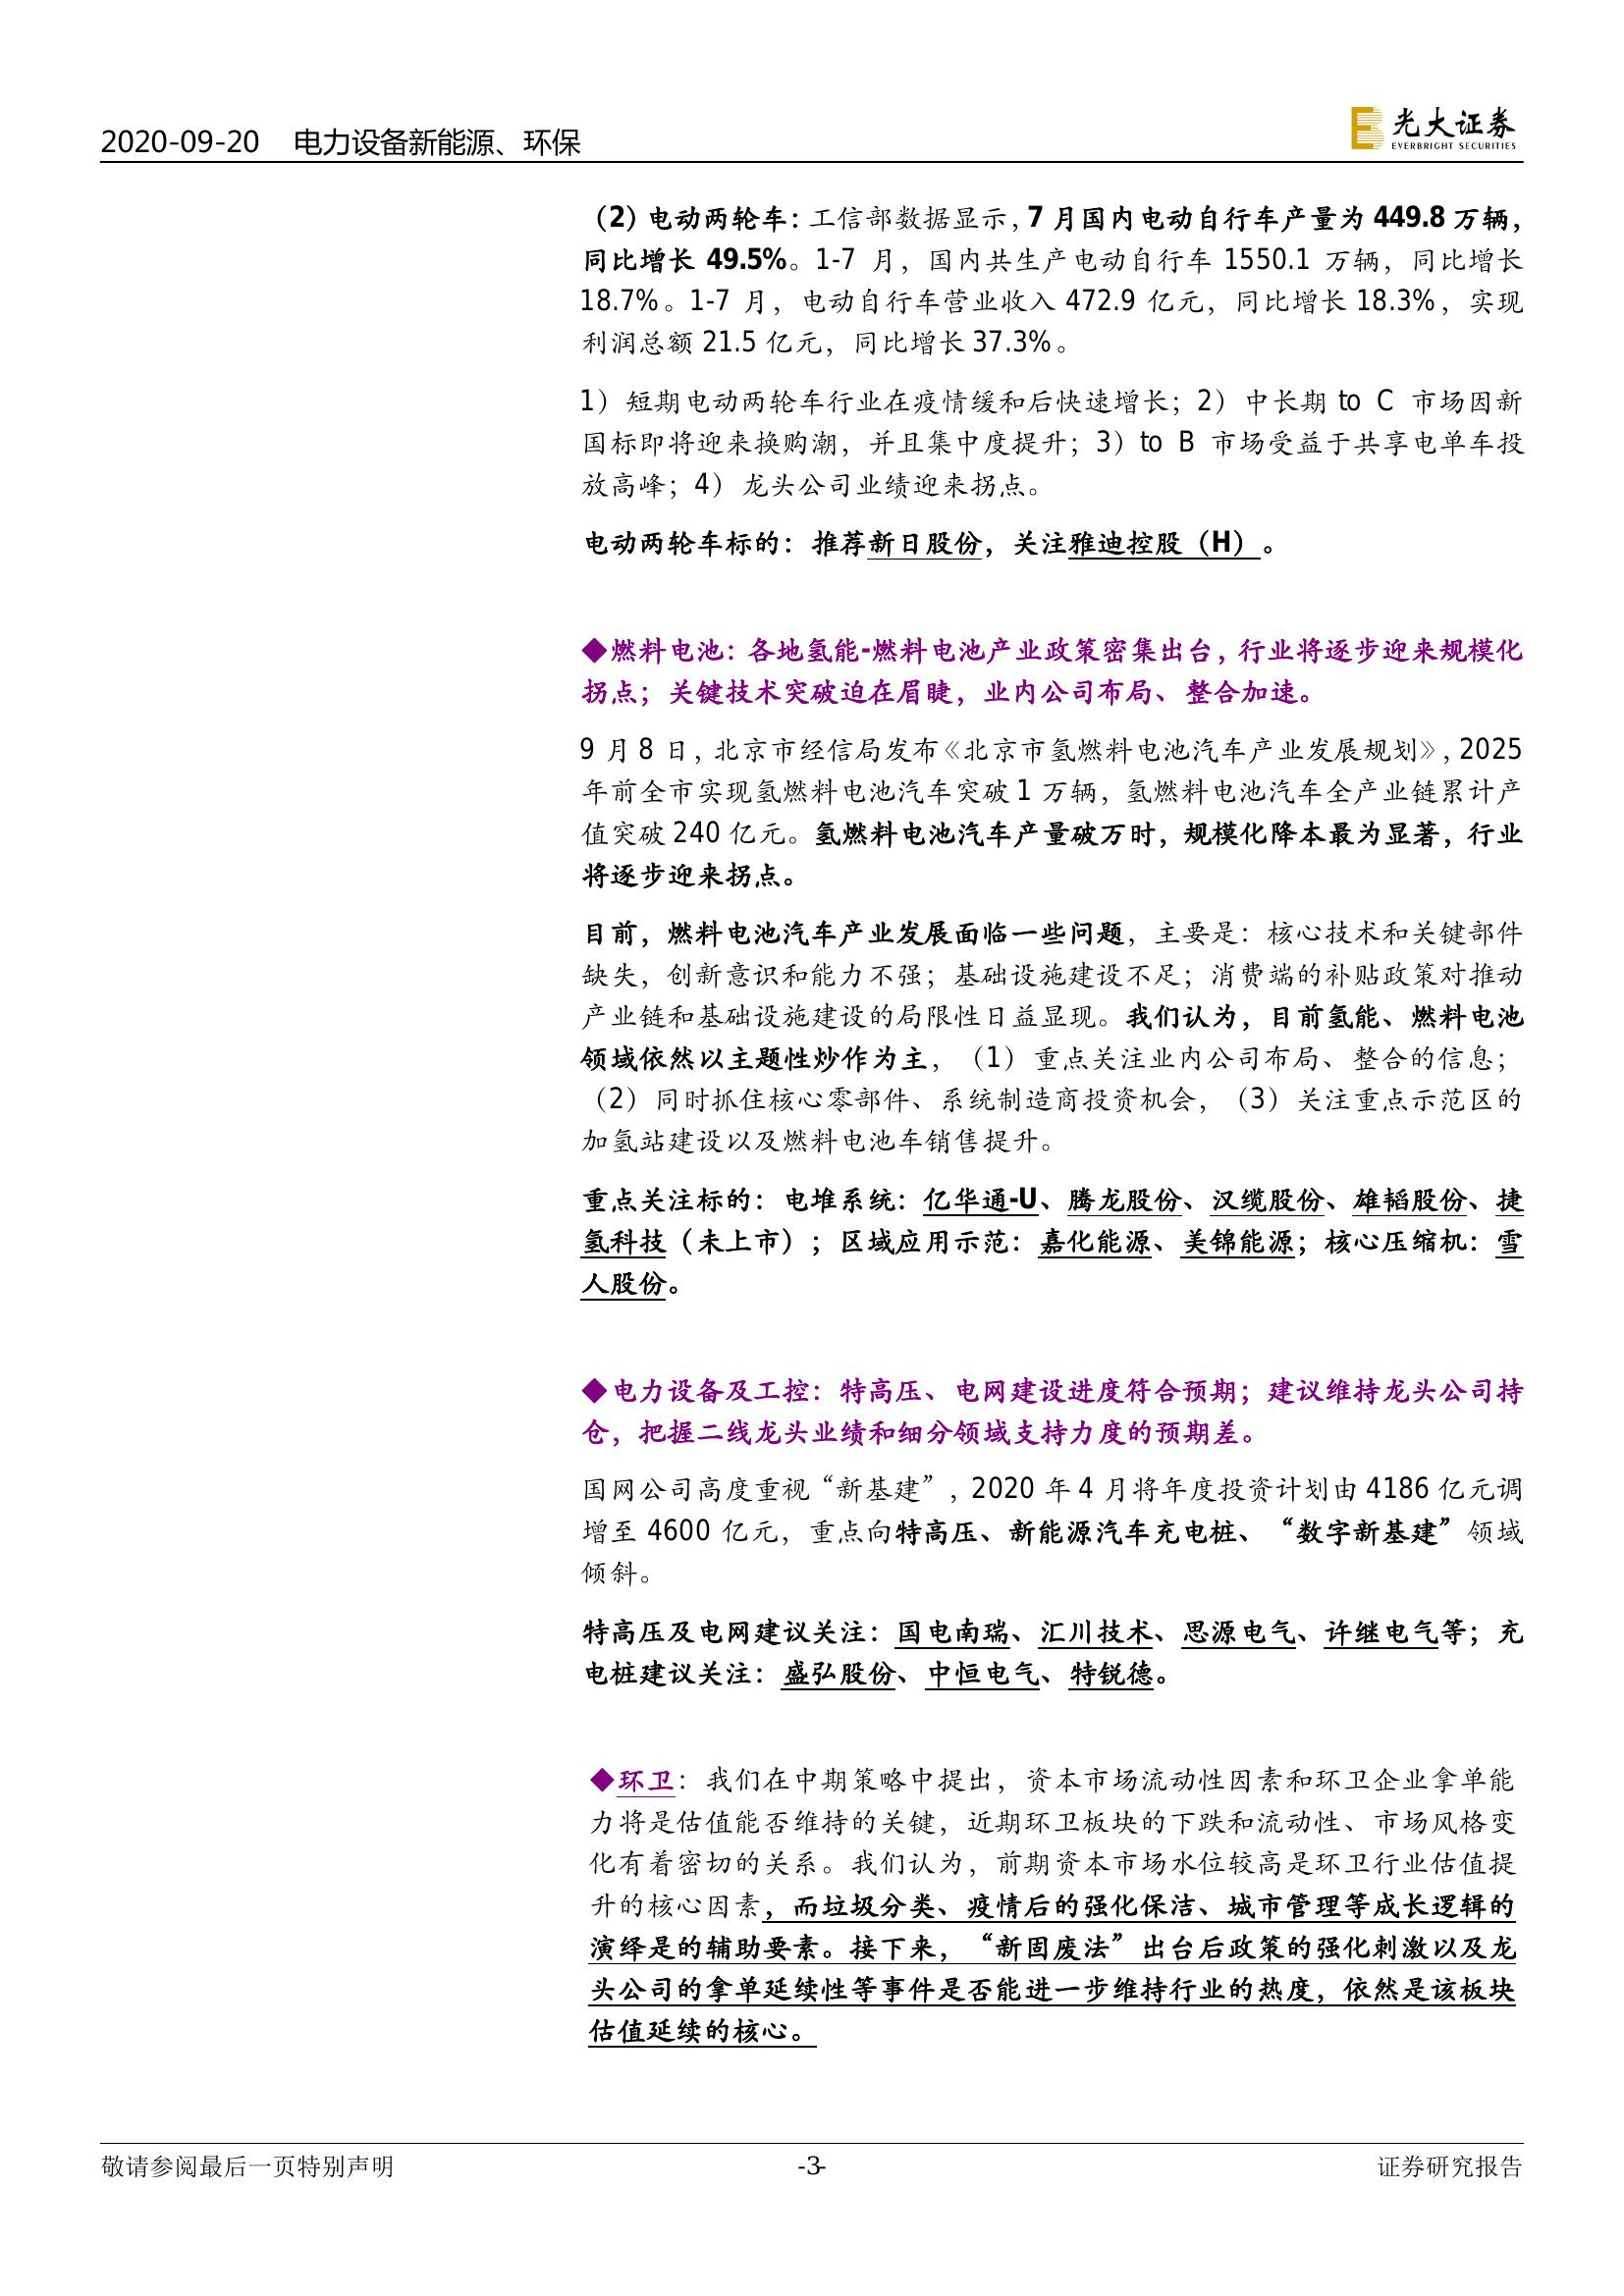 2020-09-20 电力设备新能源、环保
光大证券
EVERBRIGHT SECURITIES
（2）电动两轮车：工信部数据显示，7 月国内电动自行车产量为 449.8 万辆，
同比增长 49.5%。1-7 月，国内共生产电动自行车 1550.1 万辆，同比增长
18.7%。1-7 月，电动自行车营业收入 472.9 亿元，同比增长 18.3%，实现
利润总额 21.5 亿元，同比增长 37.3%。
1）短期电动两轮车行业在疫情缓和后快速增长；2）中长期 to C 市场因新
国标即将迎来换购潮，并且集中度提升；3）to B 市场受益于共享电单车投
放高峰；4）龙头公司业绩迎来拐点。
电动两轮车标的：推荐新日股份，关注雅迪控股（H）。
◆燃料电池：各地氢能-燃料电池产业政策密集出台，行业将逐步迎来规模化
拐点；关键技术突破迫在眉睫，业内公司布局、整合加速。
9 月 8 日，北京市经信局发布《北京市氢燃料电池汽车产业发展规划》，2025
年前全市实现氢燃料电池汽车突破 1 万辆，氢燃料电池汽车全产业链累计产
值突破 240 亿元。氢燃料电池汽车产量破万时，规模化降本最为显著，行业
将逐步迎来拐点。
目前，燃料电池汽车产业发展面临一些问题，主要是：核心技术和关键部件
缺失，创新意识和能力不强；基础设施建设不足；消费端的补贴政策对推动
产业链和基础设施建设的局限性日益显现。我们认为，目前氢能、燃料电池
领域依然以主题性炒作为主，（1）重点关注业内公司布局、整合的信息；
（2）同时抓住核心零部件、系统制造商投资机会，（3）关注重点示范区的
加氢站建设以及燃料电池车销售提升。
重点关注标的：电堆系统：亿华通-U、腾龙股份、汉缆股份、雄韬股份、捷
氢科技（未上市）；区域应用示范：嘉化能源、美锦能源；核心压缩机：雪
人股份。
◆电力设备及工控：特高压、电网建设进度符合预期；建议维持龙头公司持
仓，把握二线龙头业绩和细分领域支持力度的预期差。
国网公司高度重视“新基建”，2020 年 4 月将年度投资计划由 4186 亿元调
增至 4600 亿元，重点向特高压、新能源汽车充电桩、“数字新基建”领域
倾斜。
特高压及电网建议关注：国电南瑞、汇川技术、思源电气、许继电气等；充
电桩建议关注：盛弘股份、中恒电气、特锐德。
◆环卫：我们在中期策略中提出，资本市场流动性因素和环卫企业拿单能
力将是估值能否维持的关键，近期环卫板块的下跌和流动性、市场风格变
化有着密切的关系。我们认为，前期资本市场水位较高是环卫行业估值提
升的核心因素，而垃圾分类、疫情后的强化保洁、城市管理等成长逻辑的
演绎是的辅助要素。接下来，“新固废法”出台后政策的强化刺激以及龙
头公司的拿单延续性等事件是否能进一步维持行业的热度，依然是该板块
估值延续的核心。
敬请参阅最后一页特别声明
-3-
证券研究报告